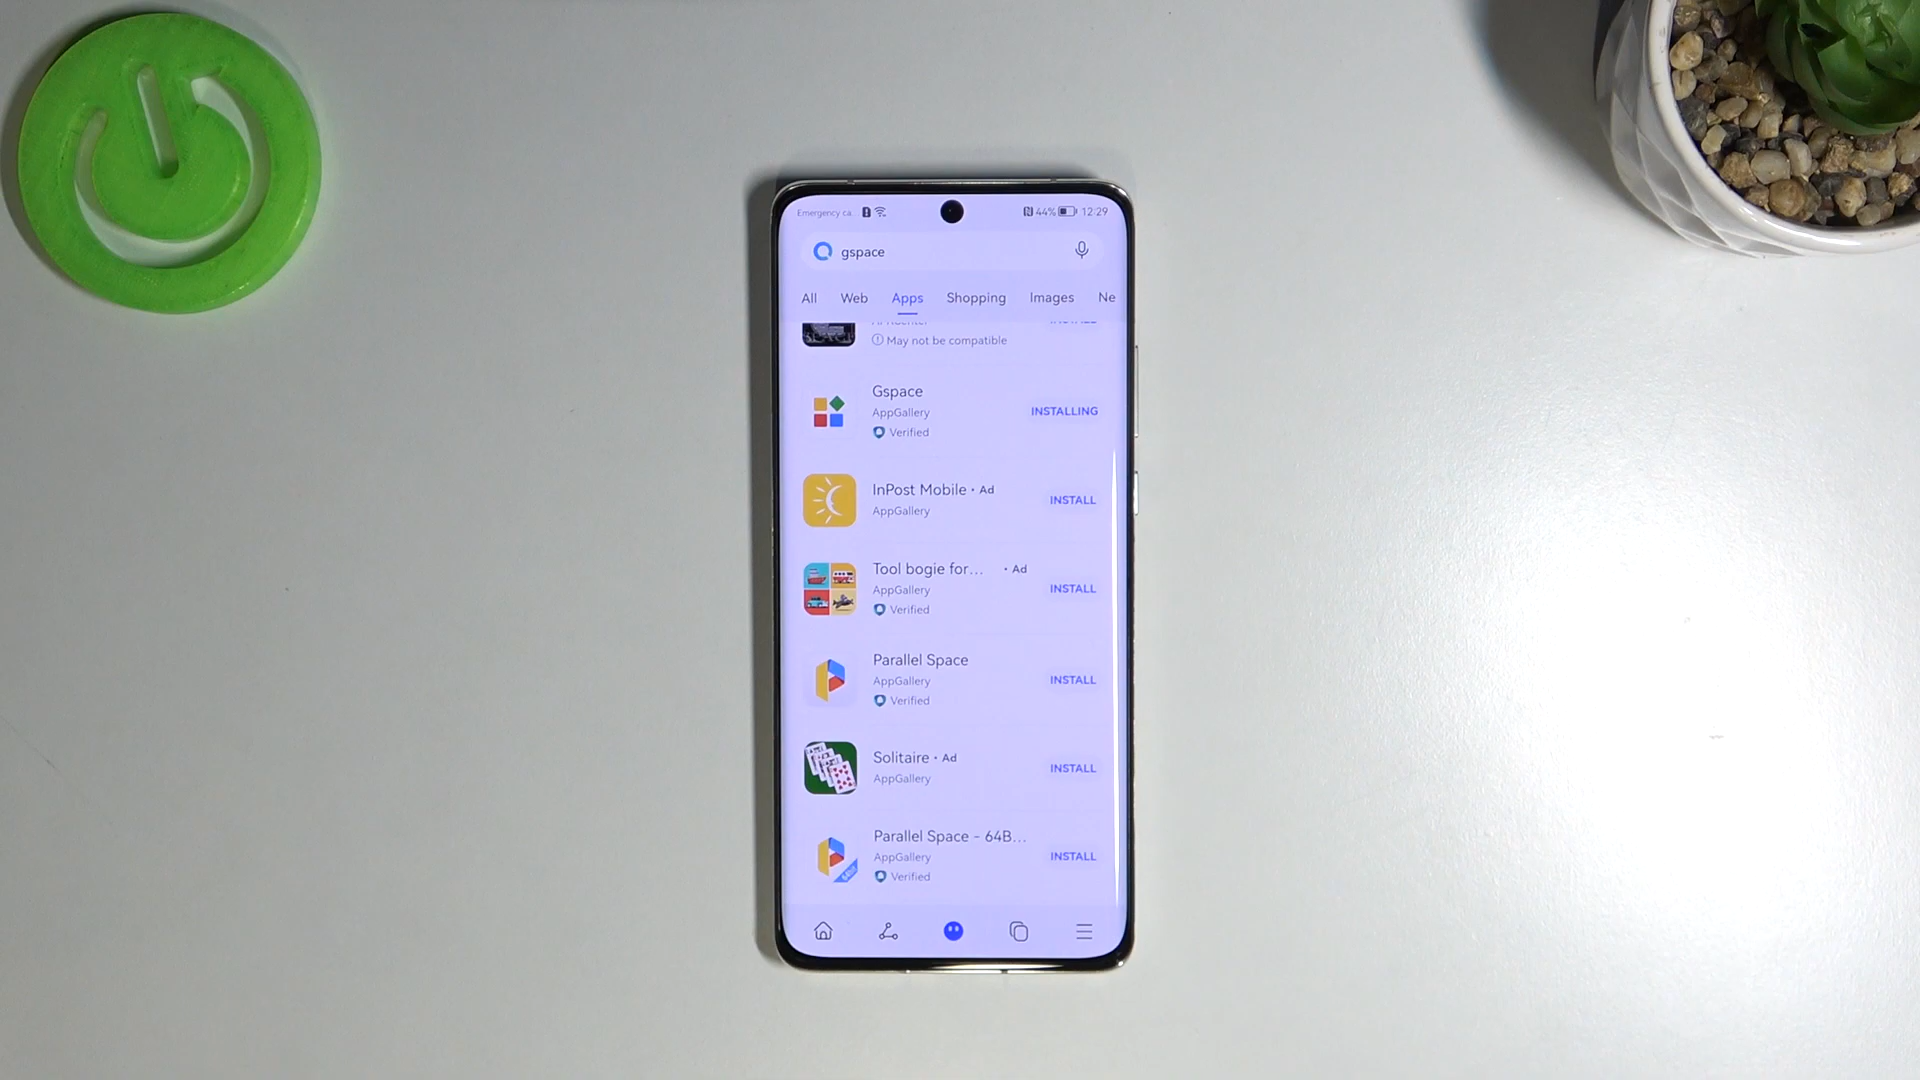 Emergency ca... 44% 12:29
gspace
All Web Apps Shopping Images Ne
May not be compatible
Gspace
AppGallery
Verified
INSTALLING
InPost Mobile • Ad
AppGallery
INSTALL
Tool bogie for... • Ad
AppGallery
Verified
INSTALL
Parallel Space
AppGallery
Verified
INSTALL
Solitaire • Ad
AppGallery
INSTALL
Parallel Space - 64B...
AppGallery
Verified
INSTALL